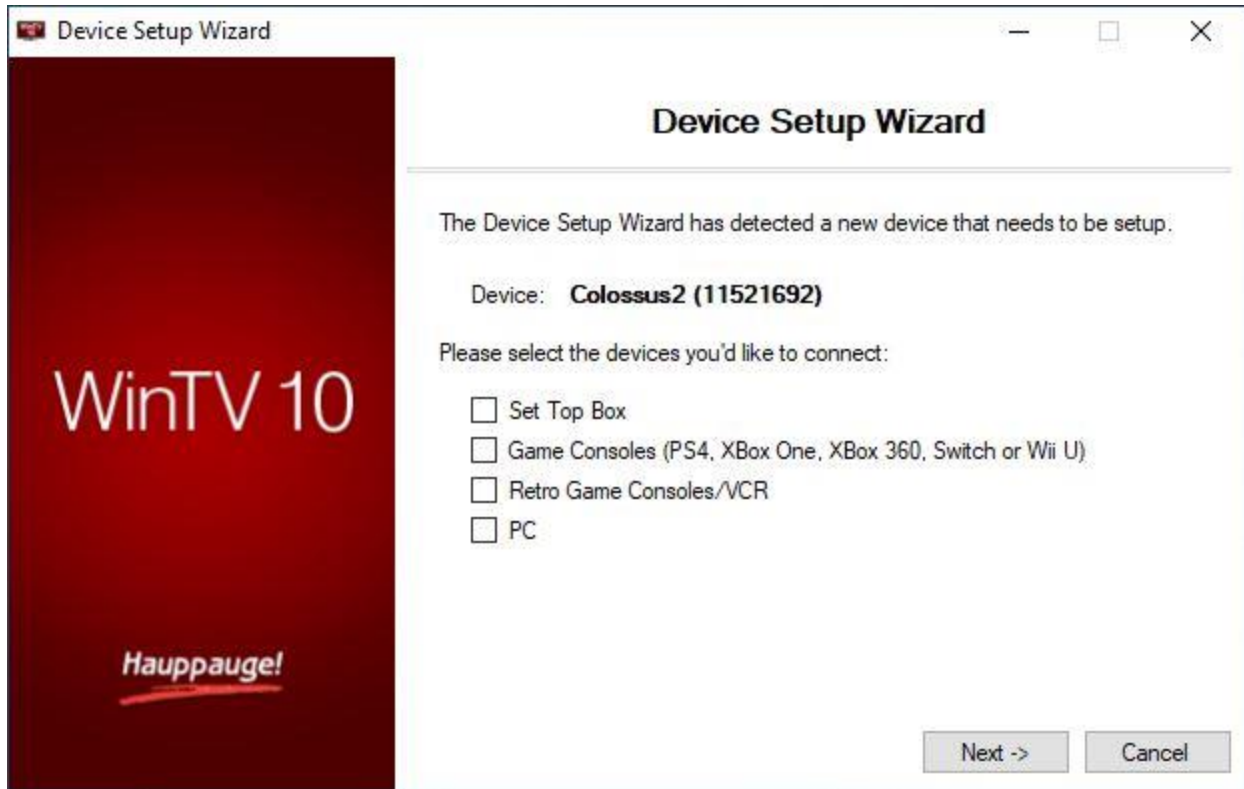 Device Setup Wizard
WinTV 10
Hauppauge!
Device Setup Wizard
The Device Setup Wizard has detected a new device that needs to be setup.
Device: Colossus2 (11521692)
Please select the devices you'd like to connect:
Set Top Box
Game Consoles (PS4, XBox One, XBox 360, Switch or Wii U)
Retro Game Consoles/VCR
PC
Next -> Cancel